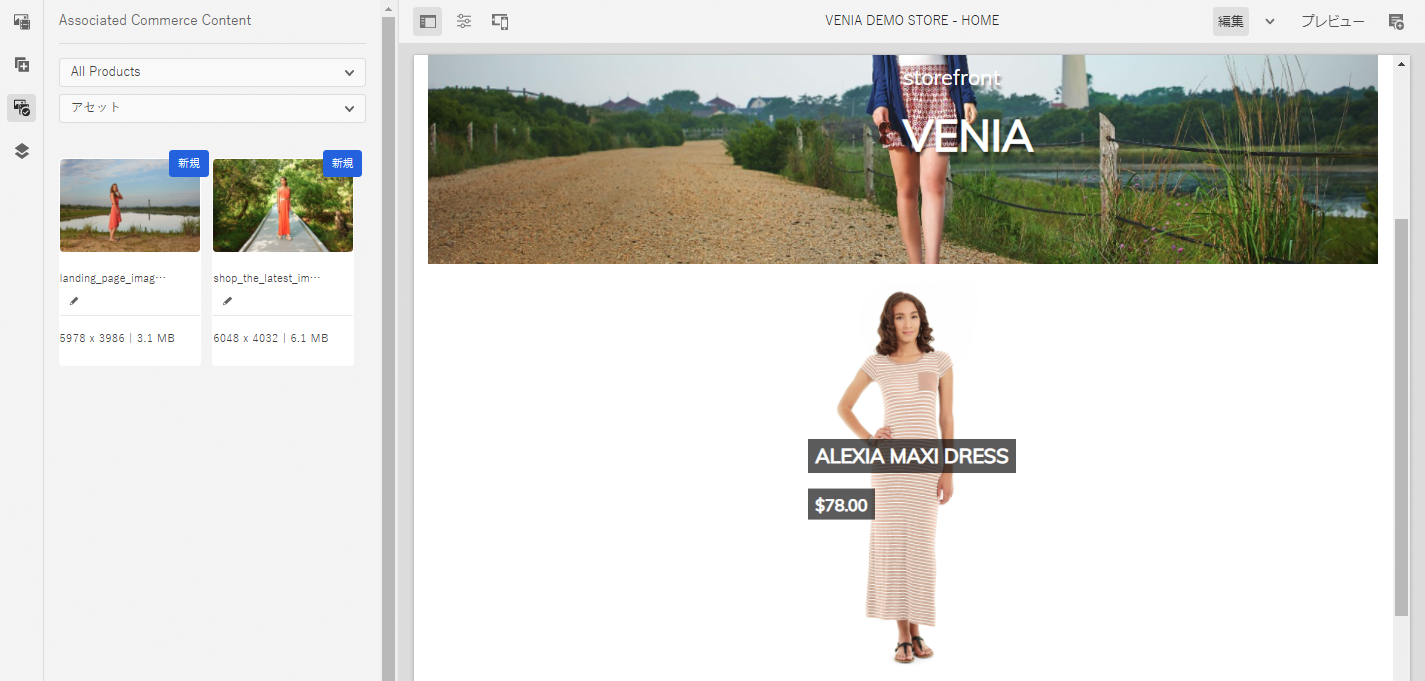 Associated Commerce Content
All Products
アセット
新規
新規
landing_page_imag…
shop_the_latest_im…
5978 x 3986 | 3.1 MB
6048 x 4032 | 6.1 MB
VENIA DEMO STORE - HOME
編集
プレビュー
storefront
VENIA
ALEXIA MAXI DRESS
$78.00